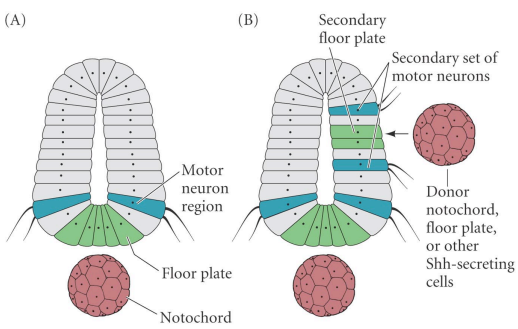 (A)
Motor
neuron
region
Floor plate
Notochord
(B)
Secondary
floor plate
Secondary set of
motor neurons
Donor
notochord,
floor plate,
or other
Shh-secreting
cells